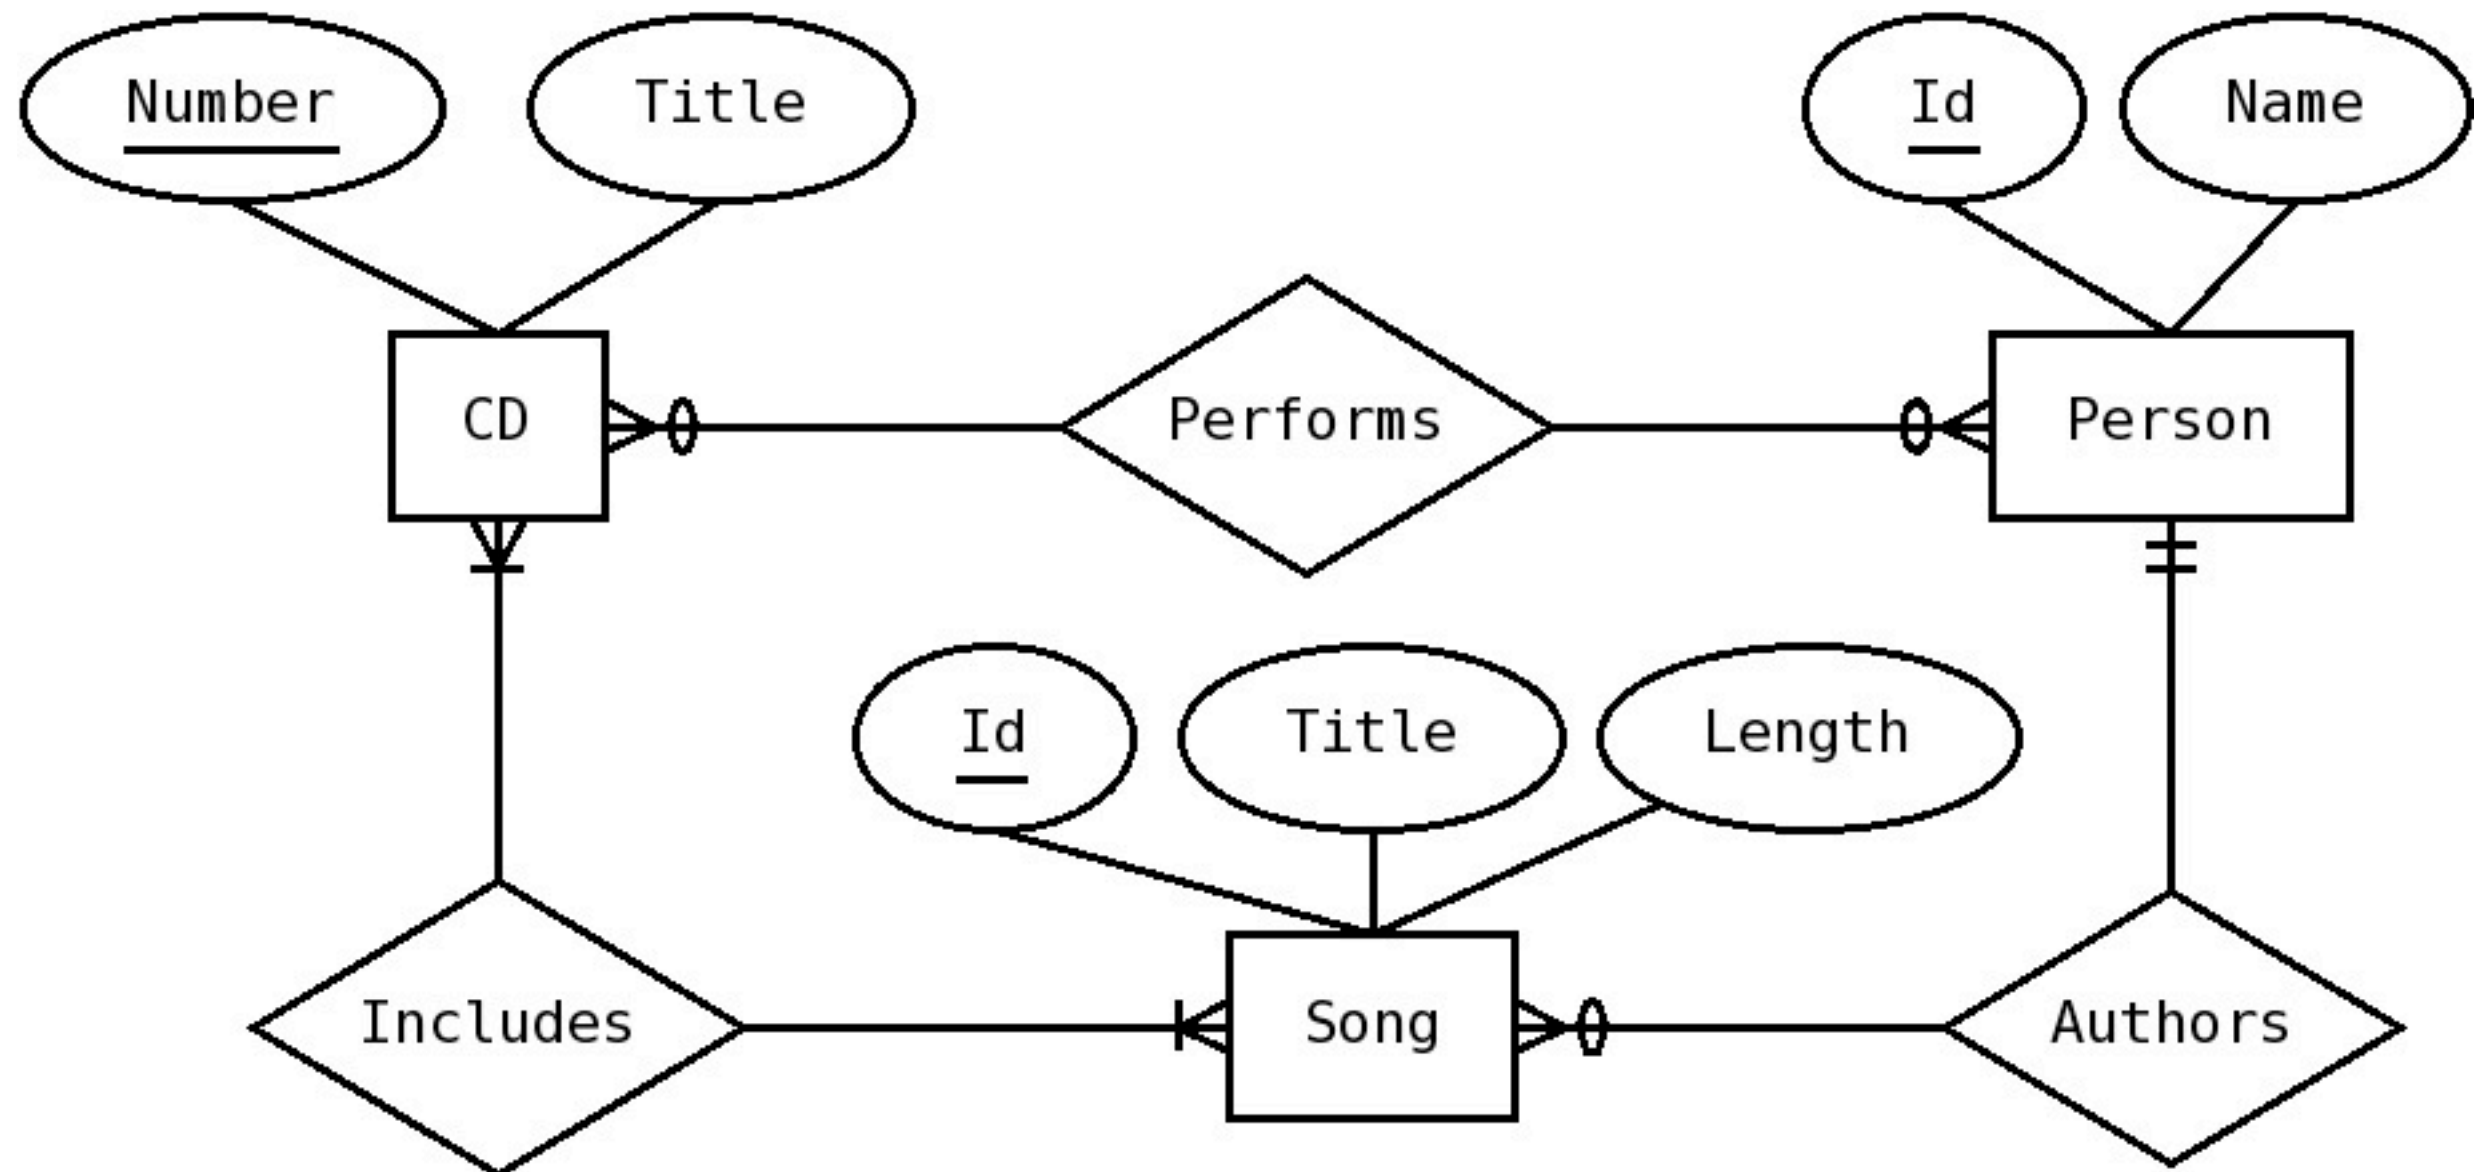 Number
Title
Id
Name
CD
Performs
Person
Id
Title
Length
Includes
Song
Authors